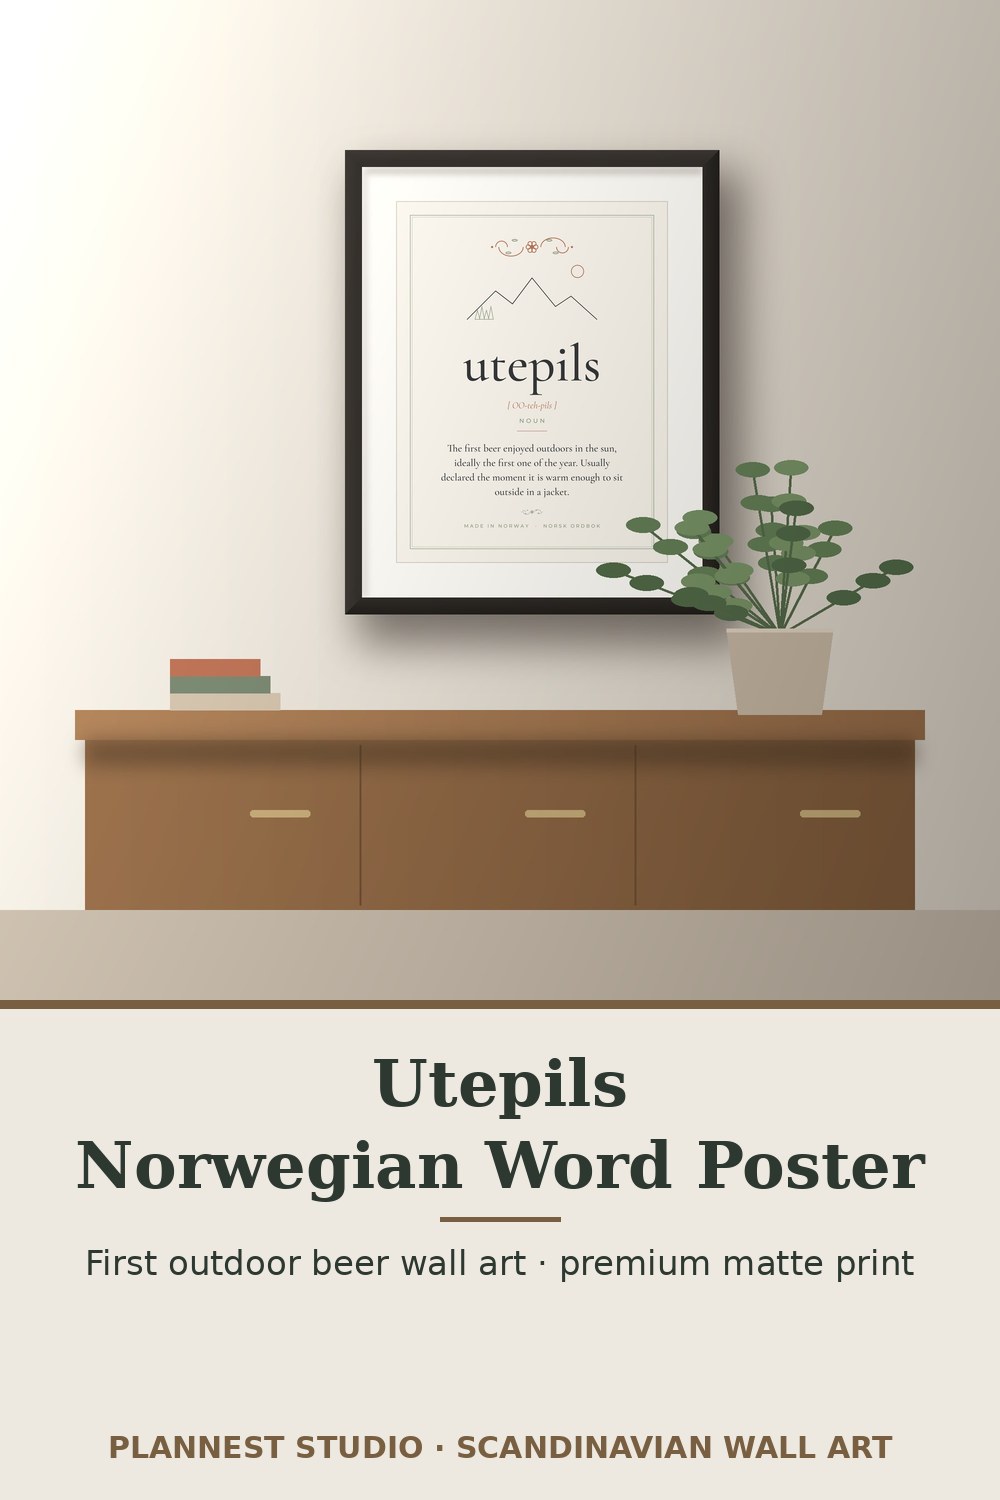 utepils
[ OO-teh-pils ]
NOUN
The first beer enjoyed outdoors in the sun,
ideally the first one of the year. Usually
declared the moment it is warm enough to sit
outside in a jacket.
MADE IN NORWAY · NORSK ORDBOK
Utepils
Norwegian Word Poster
First outdoor beer wall art · premium matte print
PLANNEST STUDIO · SCANDINAVIAN WALL ART